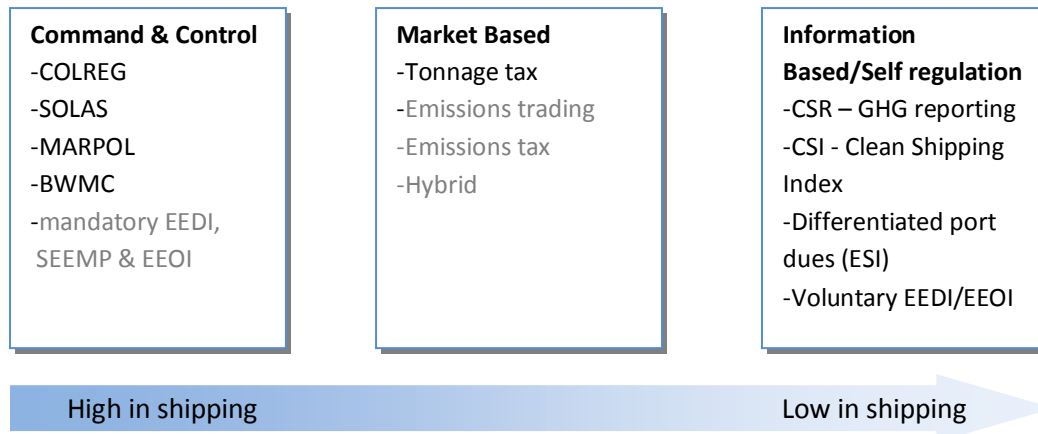 Command & Control
-COLREG
-SOLAS
-MARPOL
-BWMC
-mandatory EEDI,
SEEMP & EEOI
Market Based
-Tonnage tax
-Emissions trading
-Emissions tax
-Hybrid
Information
Based/Self regulation
-CSR – GHG reporting
-CSI - Clean Shipping
Index
-Differentiated port
dues (ESI)
-Voluntary EEDI/EEOI
High in shipping
Low in shipping